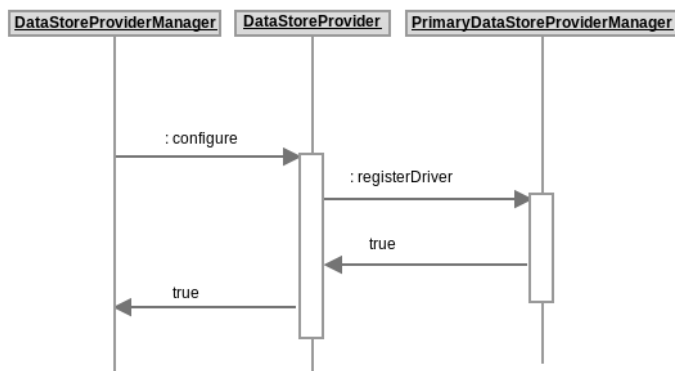 DataStoreProviderManager
DataStoreProvider
PrimaryDataStoreProviderManager
: configure
: registerDriver
true
true